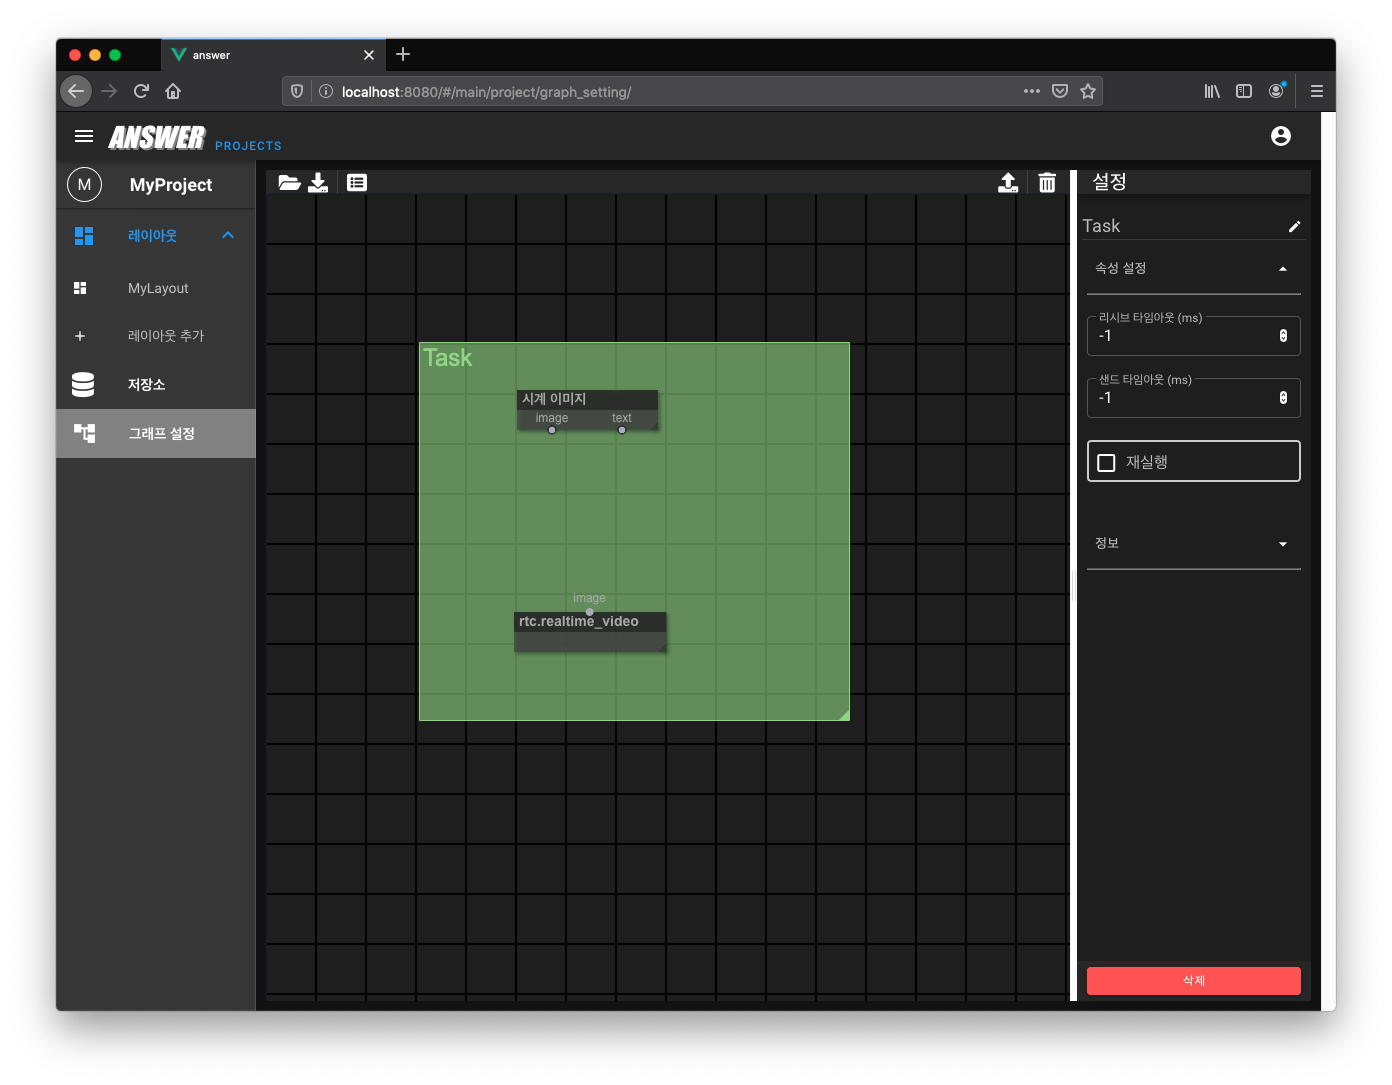 answer
localhost:8080/#/main/project/graph_setting/
ANSWER PROJECTS
M MyProject
레이아웃
MyLayout
레이아웃 추가
저장소
그래프 설정
Task
시계 이미지
image text
image
rtc.realtime_video
설정
Task
속성 설정
리시브 타임아웃 (ms)
-1
샌드 타임아웃 (ms)
-1
재실행
정보
삭제